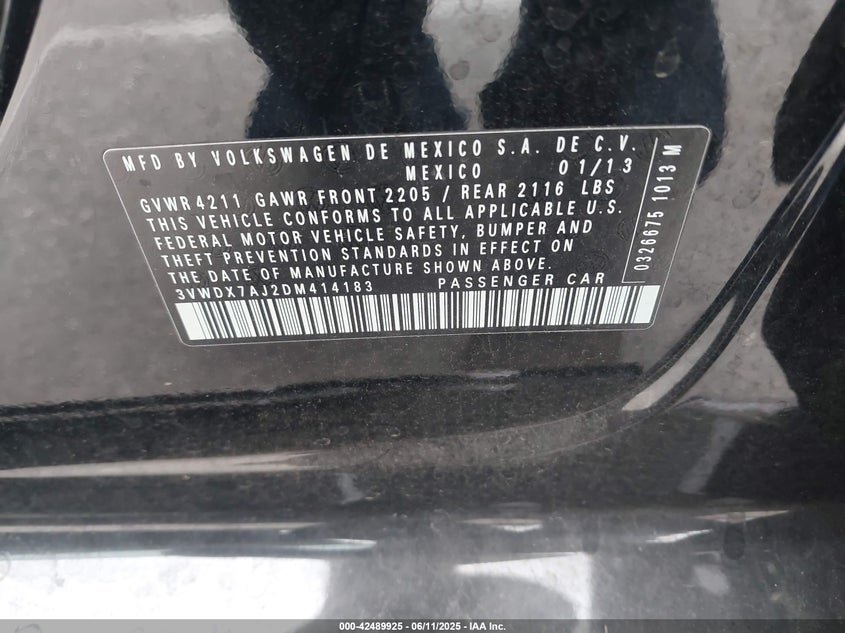 MFD BY VOLKSWAGEN DE MEXICO S.A. DE C.V.
MEXICO 01/13
GVWR 4211 GAWR FRONT 2205 / REAR 2116 LBS
THIS VEHICLE CONFORMS TO ALL APPLICABLE U.S.
FEDERAL MOTOR VEHICLE SAFETY, BUMPER AND
THEFT PREVENTION STANDARDS IN EFFECT ON
THE DATE OF MANUFACTURE SHOWN ABOVE.
3VWDX7AJ2DM414183 PASSENGER CAR
0326675 1013 M
000-42489925 - 06/11/2025 - IAA Inc.